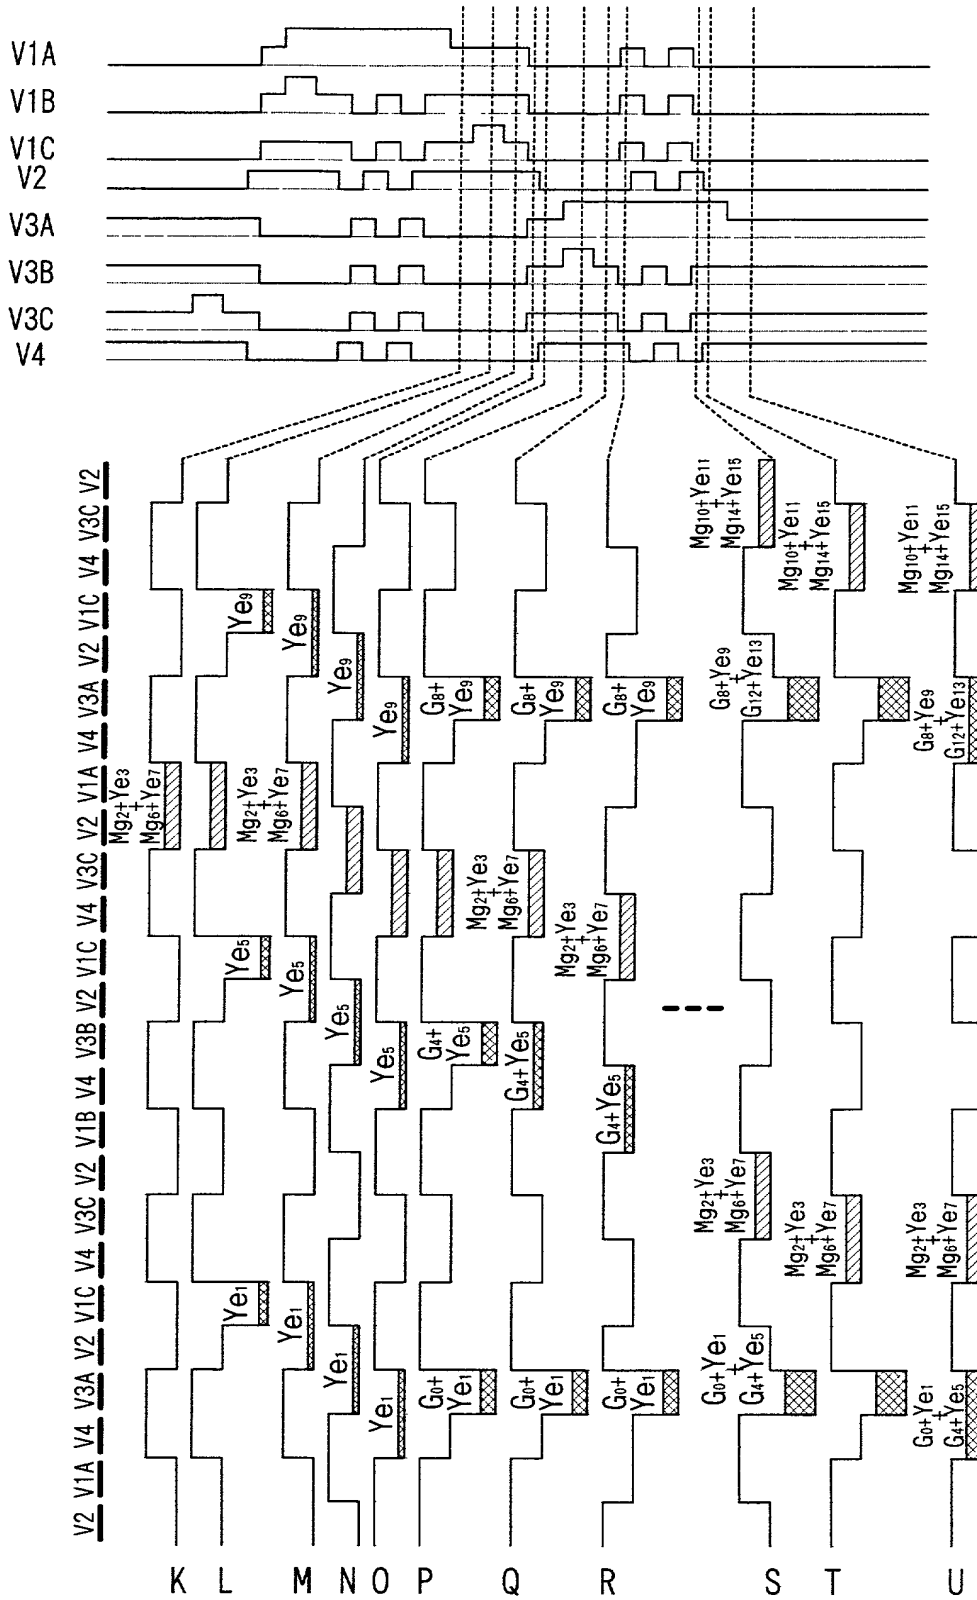 V1A
V1B
V1C
V2
V3A
V3B
V3C
V4
V2
V3C
V4
V1C
V2
V3A
V4
V1A
V2
V3C
V4
V1C
V2
V3B
V4
V1B
V2
V3C
V4
V1C
V2
V3A
V4
V1A
V2
Mg2+Ye3
+
Mg6+Ye7
Ye9
Ye5
Ye1
Ye9
Mg2+Ye3
+
Mg6+Ye7
Ye5
Ye1
Ye9
Ye5
Ye1
Ye9
Ye5
Ye1
G8+
Ye9
G4+
Ye5
G0+
Ye1
G8+
Ye9
Mg2+Ye3
+
Mg6+Ye7
G4+Ye5
G0+
Ye1
G8+
Ye9
Mg2+Ye3
+
Mg6+Ye7
G4+Ye5
G0+
Ye1
Mg10+Ye11
+
Mg14+Ye15
G8+Ye9
+
G12+Ye13
Mg2+Ye3
+
Mg6+Ye7
G0+Ye1
+
G4+Ye5
Mg10+Ye11
+
Mg14+Ye15
Mg2+Ye3
+
Mg6+Ye7
Mg10+Ye11
+
Mg14+Ye15
G8+Ye9
+
G12+Ye13
Mg2+Ye3
+
Mg6+Ye7
G0+Ye1
+
G4+Ye5
K L M N O P Q R S T U